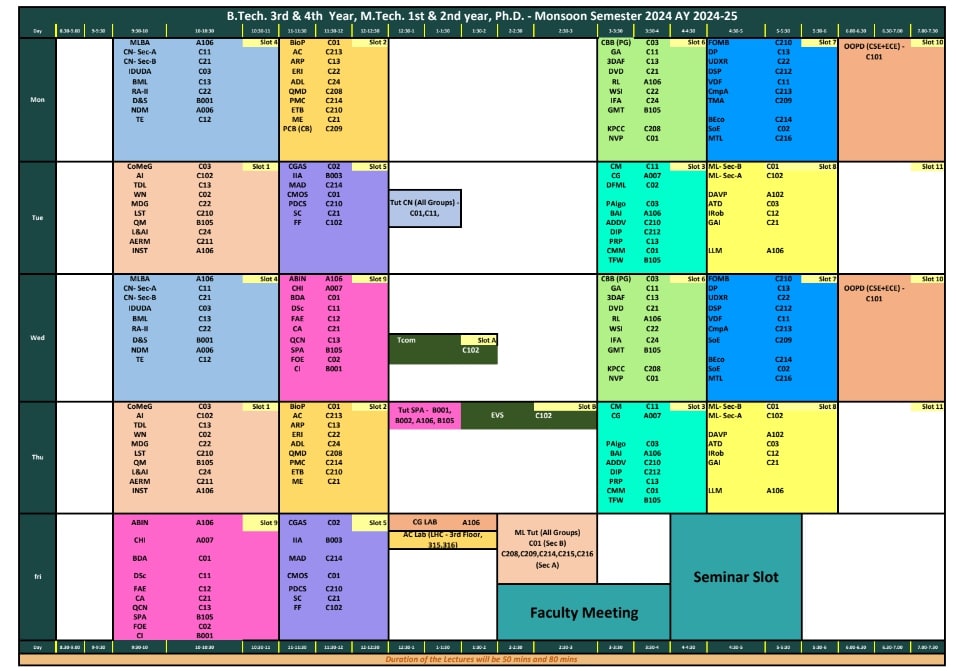 B.Tech. 3rd & 4th Year, M.Tech. 1st & 2nd year, Ph.D. - Monsoon Semester 2024 AY 2024-25
Day 8.30-9.00 9-9.30 9:30-10 10-10:30 10:30-11 11-11:30 11:30-12 12-12:30 12:30-1 1-1:30 1:30-2 2-2:30 2:30-3 3-3:30 3:30-4 4-4:30 4:30-5 5-5:30 5:30-6 6.00-6.30 6.30-7.00 7.00-7.30
Mon
MLBA A106 Slot 4
CN- Sec-A C11
CN- Sec-B C21
IDUDA C03
BML C13
RA-II C22
D&S B001
NDM A006
TE C12
BioP C01 Slot 2
AC C213
ARP C13
ERI C22
ADL C24
QMD C208
PMC C214
ETB C210
ME C21
PCB (CB) C209
CBB (PG) C03 Slot 6
GA C11
3DAF C13
DVD C21
RL A106
WSI C22
IFA C24
GMT B105
KPCC C208
NVP C01
FOMB C210 Slot 7
DP C13
UDXR C22
DSP C212
VDF C11
CmpA C213
TMA C209
BEco C214
SoE C02
MTL C216
OOPD (CSE+ECE) - Slot 10
C101
Tue
CoMeG C03 Slot 1
AI C102
TDL C13
WN C02
MDG C22
LST C210
QM B105
L&AI C24
AERM C211
INST A106
CGAS C02 Slot 5
IIA B003
MAD C214
CMOS C01
PDCS C210
SC C21
FF C102
Tut CN (All Groups) -
C01,C11,
CM C11 Slot 3
CG A007
DFML C02
PAlgo C03
BAI A106
ADDV C210
DIP C212
PRP C13
CMM C01
TFW B105
ML- Sec-B C01 Slot 8
ML- Sec-A C102
DAVP A102
ATD C03
IRob C12
GAI C21
LLM A106
Slot 11
Wed
MLBA A106 Slot 4
CN- Sec-A C11
CN- Sec-B C21
IDUDA C03
BML C13
RA-II C22
D&S B001
NDM A006
TE C12
ABIN A106 Slot 9
CHI A007
BDA C01
DSc C11
FAE C12
CA C21
QCN C13
SPA B105
FOE C02
CI B001
Tcom Slot A
C102
CBB (PG) C03 Slot 6
GA C11
3DAF C13
DVD C21
RL A106
WSI C22
IFA C24
GMT B105
KPCC C208
NVP C01
FOMB C210 Slot 7
DP C13
UDXR C22
DSP C212
VDF C11
CmpA C213
SoE C209
BEco C214
SoE C02
MTL C216
OOPD (CSE+ECE) - Slot 10
C101
Thu
CoMeG C03 Slot 1
AI C102
TDL C13
WN C02
MDG C22
LST C210
QM B105
L&AI C24
AERM C211
INST A106
BioP C01 Slot 2
AC C213
ARP C13
ERI C22
ADL C24
QMD C208
PMC C214
ETB C210
ME C21
Tut SPA - B001,
B002, A106, B105
Slot B
EVS C102
CM C11 Slot 3
CG A007
PAlgo C03
BAI A106
ADDV C210
DIP C212
PRP C13
CMM C01
TFW B105
ML- Sec-B C01 Slot 8
ML- Sec-A C102
DAVP A102
ATD C03
IRob C12
GAI C21
LLM A106
Slot 11
fri
ABIN A106 Slot 9
CHI A007
BDA C01
DSc C11
FAE C12
CA C21
QCN C13
SPA B105
FOE C02
CI B001
CGAS C02 Slot 5
IIA B003
MAD C214
CMOS C01
PDCS C210
SC C21
FF C102
CG LAB A106
AC Lab (LHC - 3rd Floor,
315,316)
ML Tut (All Groups)
C01 (Sec B)
C208,C209,C214,C215,C216
(Sec A)
Faculty Meeting
Seminar Slot
Day 8.30-9.00 9-9.30 9:30-10 10-10:30 10:30-11 11-11:30 11:30-12 12-12:30 12:30-1 1-1:30 1:30-2 2-2:30 2:30-3 3-3:30 3:30-4 4-4:30 4:30-5 5-5:30 5:30-6 6.00-6.30 6.30-7.00 7.00-7.30
Duration of the Lectures will be 50 mins and 80 mins